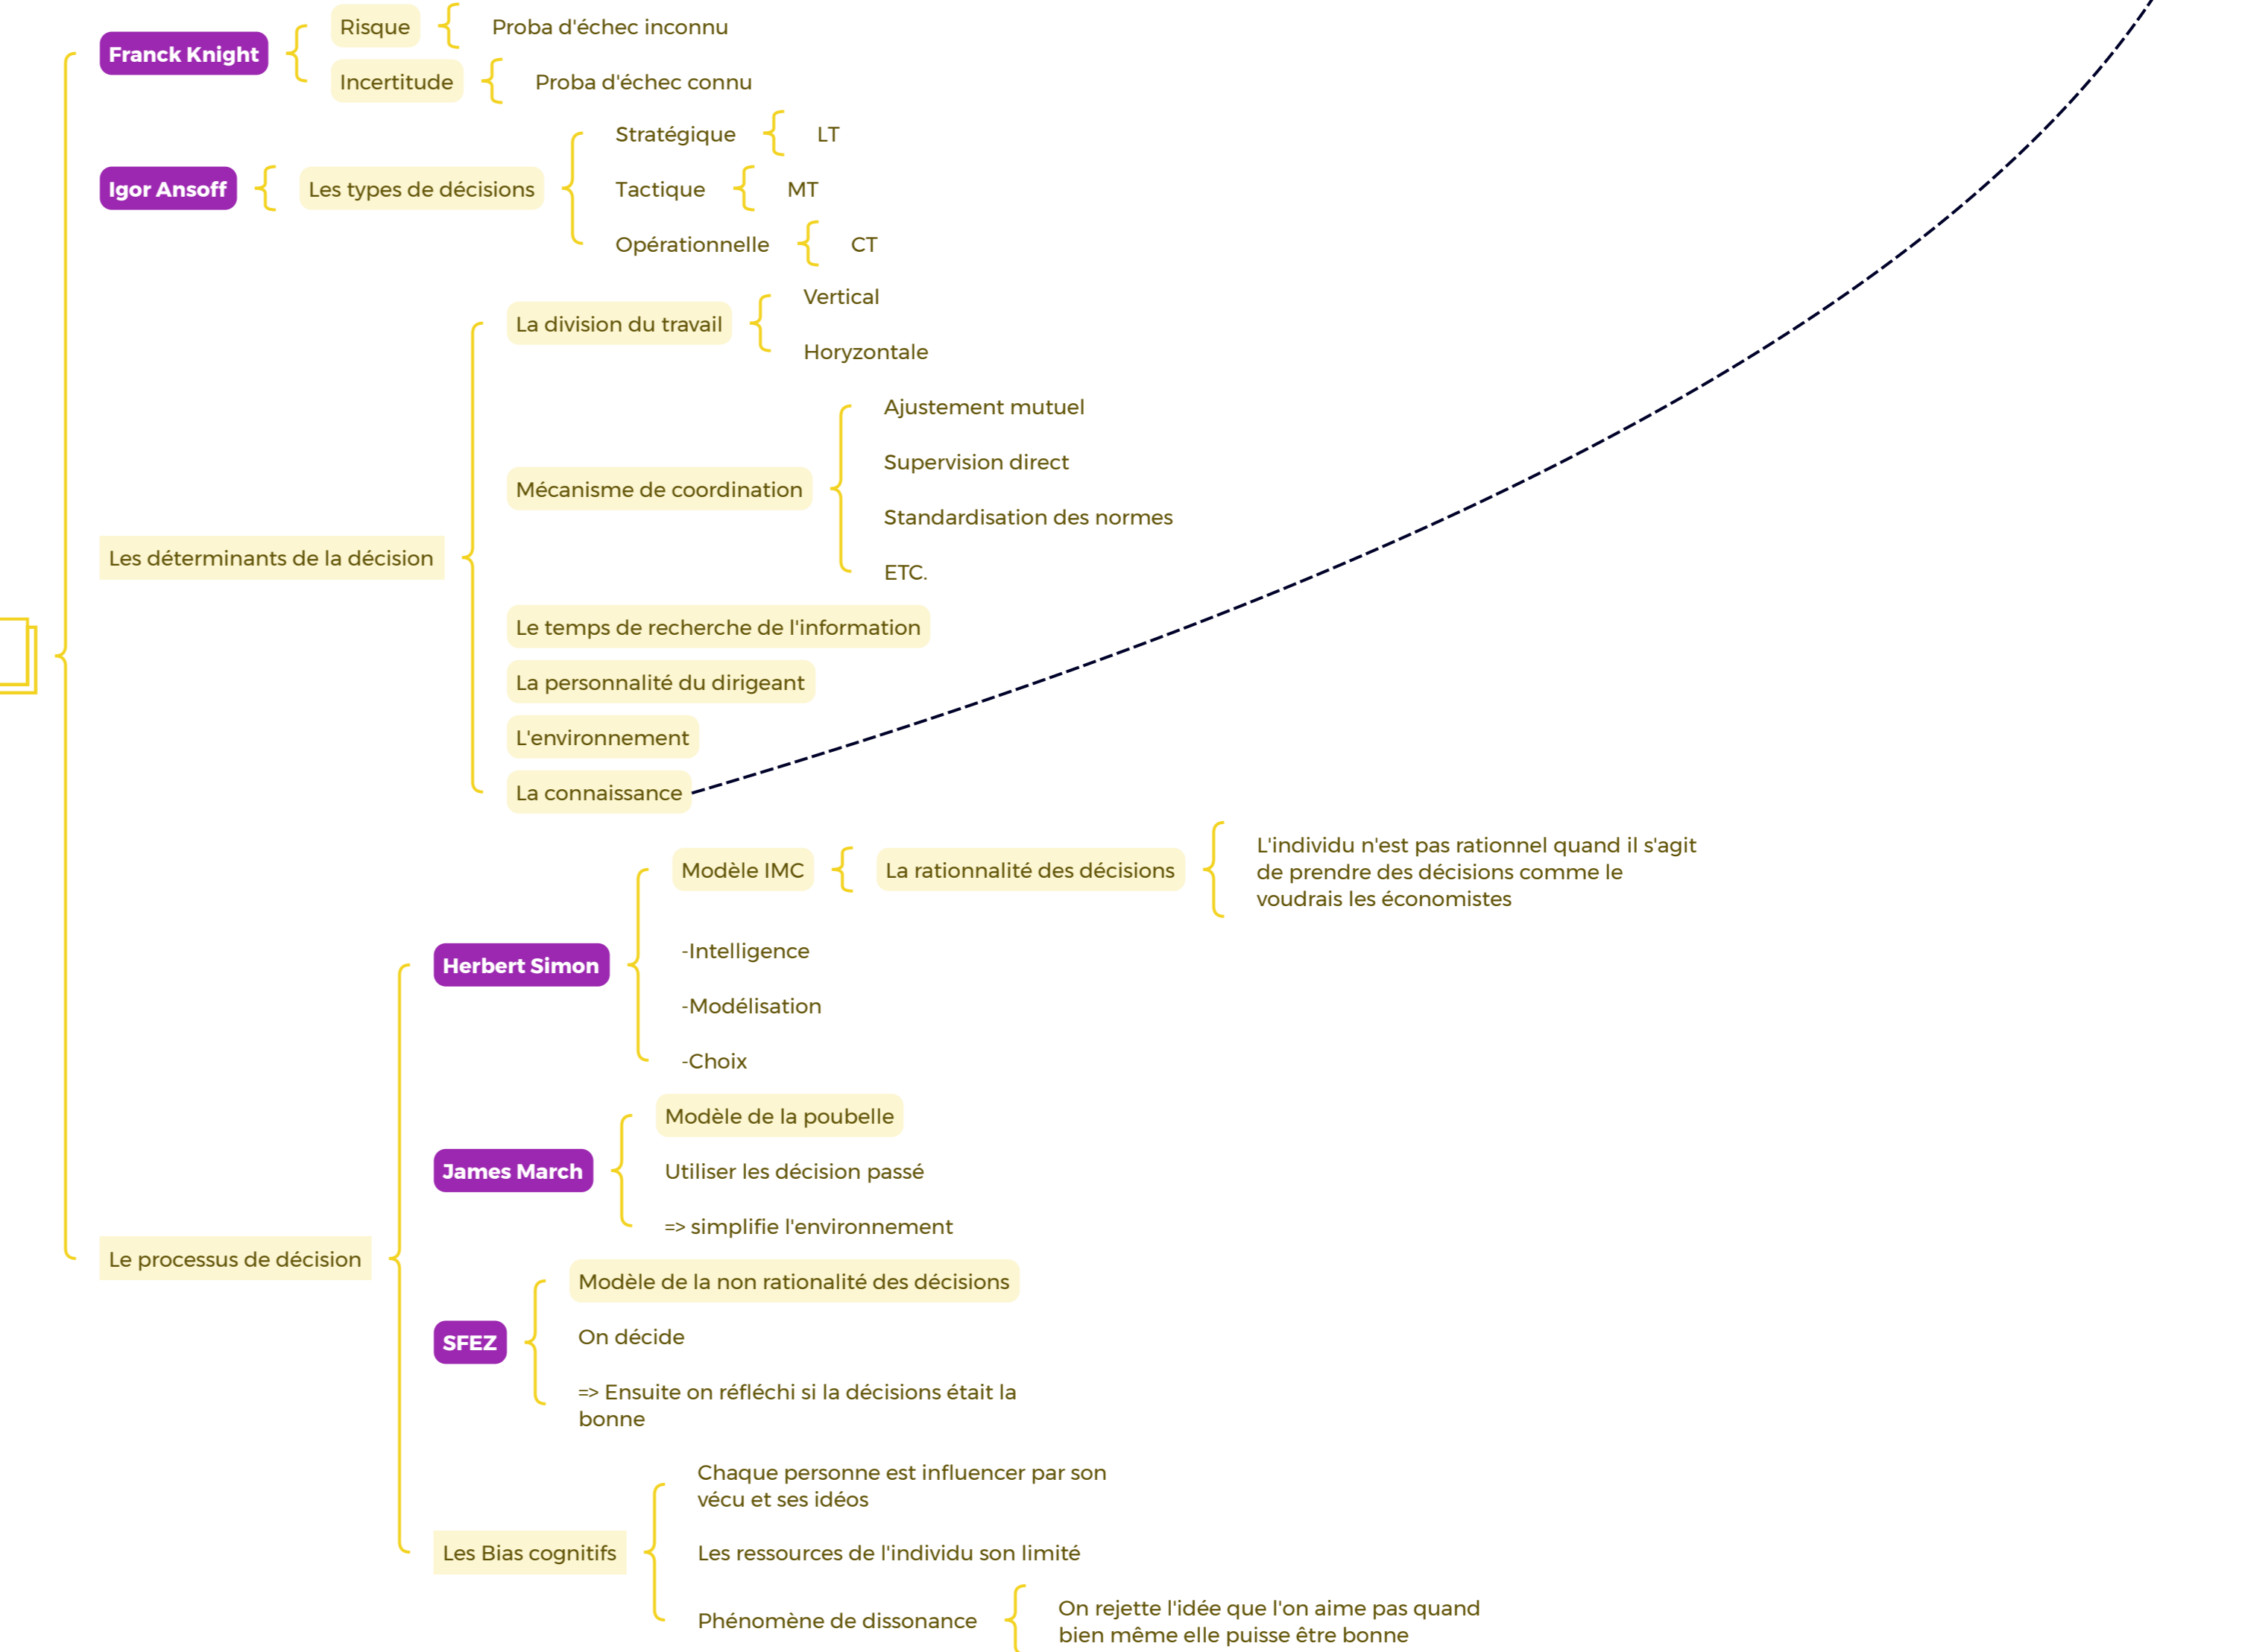 Franck Knight
Risque
Proba d'échec inconnu
Incertitude
Proba d'échec connu
Igor Ansoff
Les types de décisions
Stratégique
LT
Tactique
MT
Opérationnelle
CT
Les déterminants de la décision
La division du travail
Vertical
Horyzontale
Mécanisme de coordination
Ajustement mutuel
Supervision direct
Standardisation des normes
ETC.
Le temps de recherche de l'information
La personnalité du dirigeant
L'environnement
La connaissance
Le processus de décision
Herbert Simon
Modèle IMC
La rationnalité des décisions
L'individu n'est pas rationnel quand il s'agit
de prendre des décisions comme le
voudrais les économistes
-Intelligence
-Modélisation
-Choix
James March
Modèle de la poubelle
Utiliser les décision passé
=> simplifie l'environnement
SFEZ
Modèle de la non rationalité des décisions
On décide
=> Ensuite on réfléchi si la décisions était la
bonne
Les Bias cognitifs
Chaque personne est influencer par son
vécu et ses idéos
Les ressources de l'individu son limité
Phénomène de dissonance
On rejette l'idée que l'on aime pas quand
bien même elle puisse être bonne